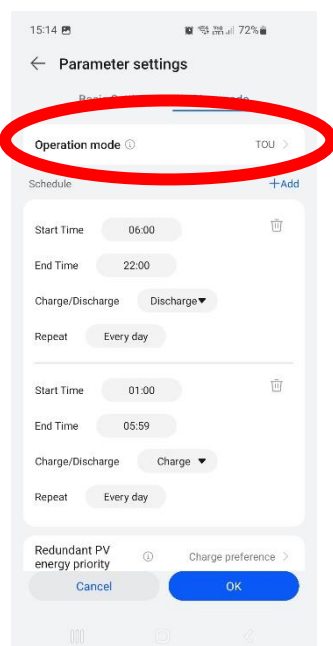 15:14 72%
Parameter settings
Operation mode TOU
Schedule +Add
Start Time 06:00
End Time 22:00
Charge/Discharge Discharge
Repeat Every day
Start Time 01:00
End Time 05:59
Charge/Discharge Charge
Repeat Every day
Redundant PV
energy priority Charge preference
Cancel OK